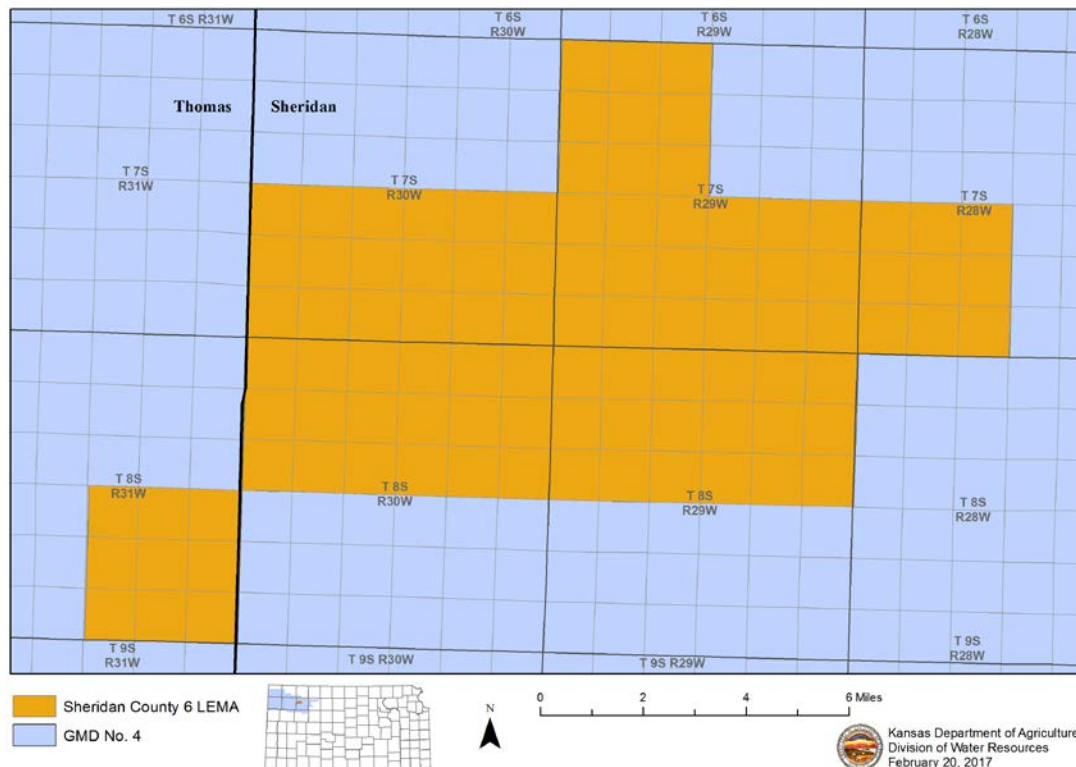 T 6S R31W
T 6S
R30W
T 6S
R29W
T 6S
R28W
Thomas
Sheridan
T 7S
R31W
T 7S
R30W
T 7S
R29W
T 7S
R28W
T 8S
R31W
T 8S
R30W
T 8S
R29W
T 8S
R28W
T 9S
R31W
T 9S R30W
T 9S R29W
T 9S
R28W
Sheridan County 6 LEMA
GMD No. 4
N
0 2 4 6 Miles
Kansas Department of Agriculture
Division of Water Resources
February 20, 2017